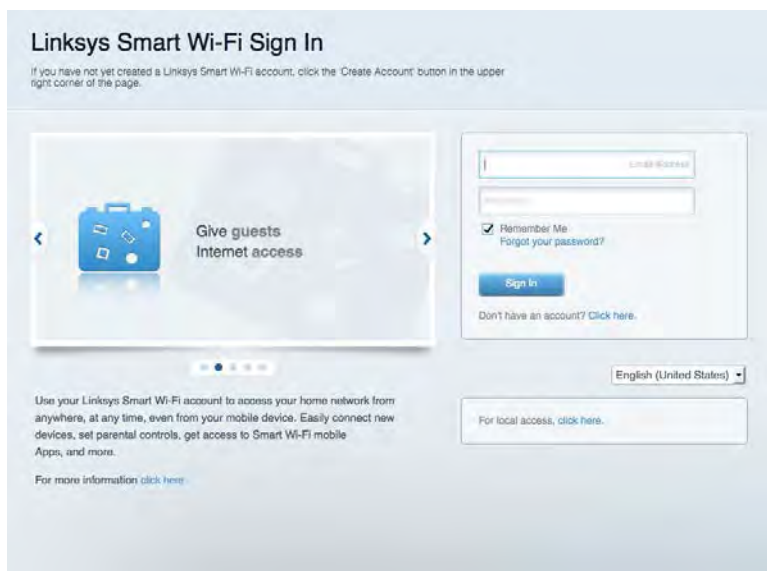 Linksys Smart Wi-Fi Sign In
If you have not yet created a Linksys Smart Wi-Fi account, click the 'Create Account' button in the upper
right corner of the page.
Give guests
Internet access
Email Address
Remember Me
Forgot your password?
Sign In
Don't have an account? Click here.
English (United States)
Use your Linksys Smart Wi-Fi account to access your home network from
anywhere, at any time, even from your mobile device. Easily connect new
devices, set parental controls, get access to Smart Wi-Fi mobile
Apps, and more.
For more information click here
For local access, click here.